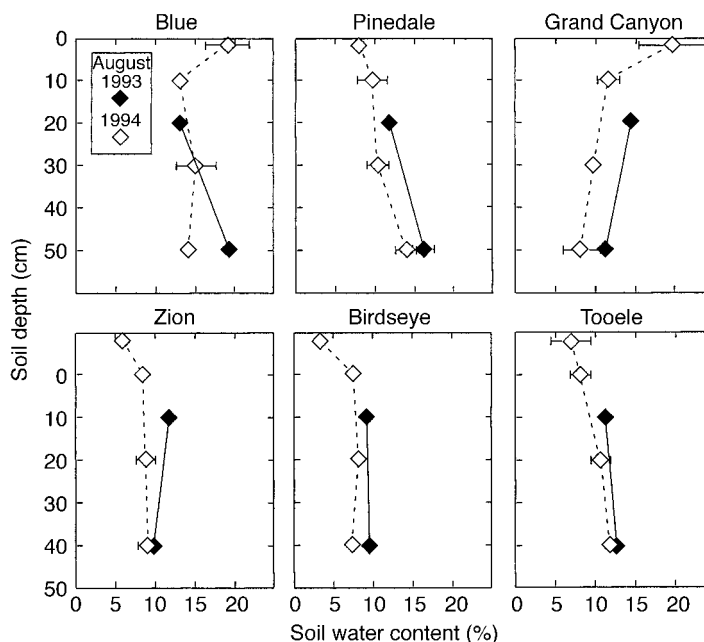 Blue
Pinedale
Grand Canyon
0
10
20
30
40
50
August
1993
1994
Soil depth (cm)
Zion
Birdseye
Tooele
0
10
20
30
40
50
0 5 10 15 20
0 5 10 15 20
0 5 10 15 20
Soil water content (%)